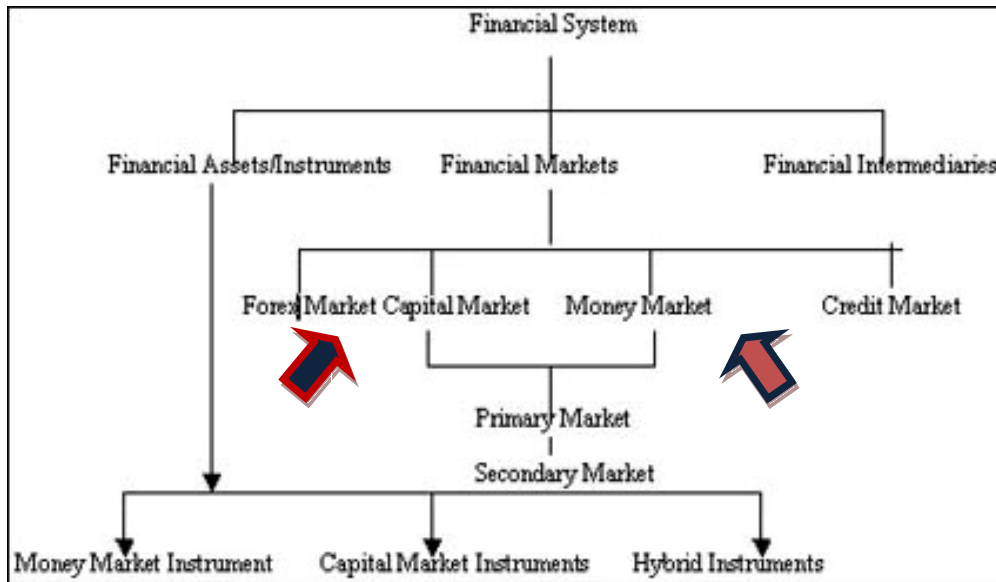 Financial System
Financial Assets/Instruments Financial Markets Financial Intermediaries
Forex Market Capital Market Money Market Credit Market
Primary Market
Secondary Market
Money Market Instrument Capital Market Instruments Hybrid Instruments